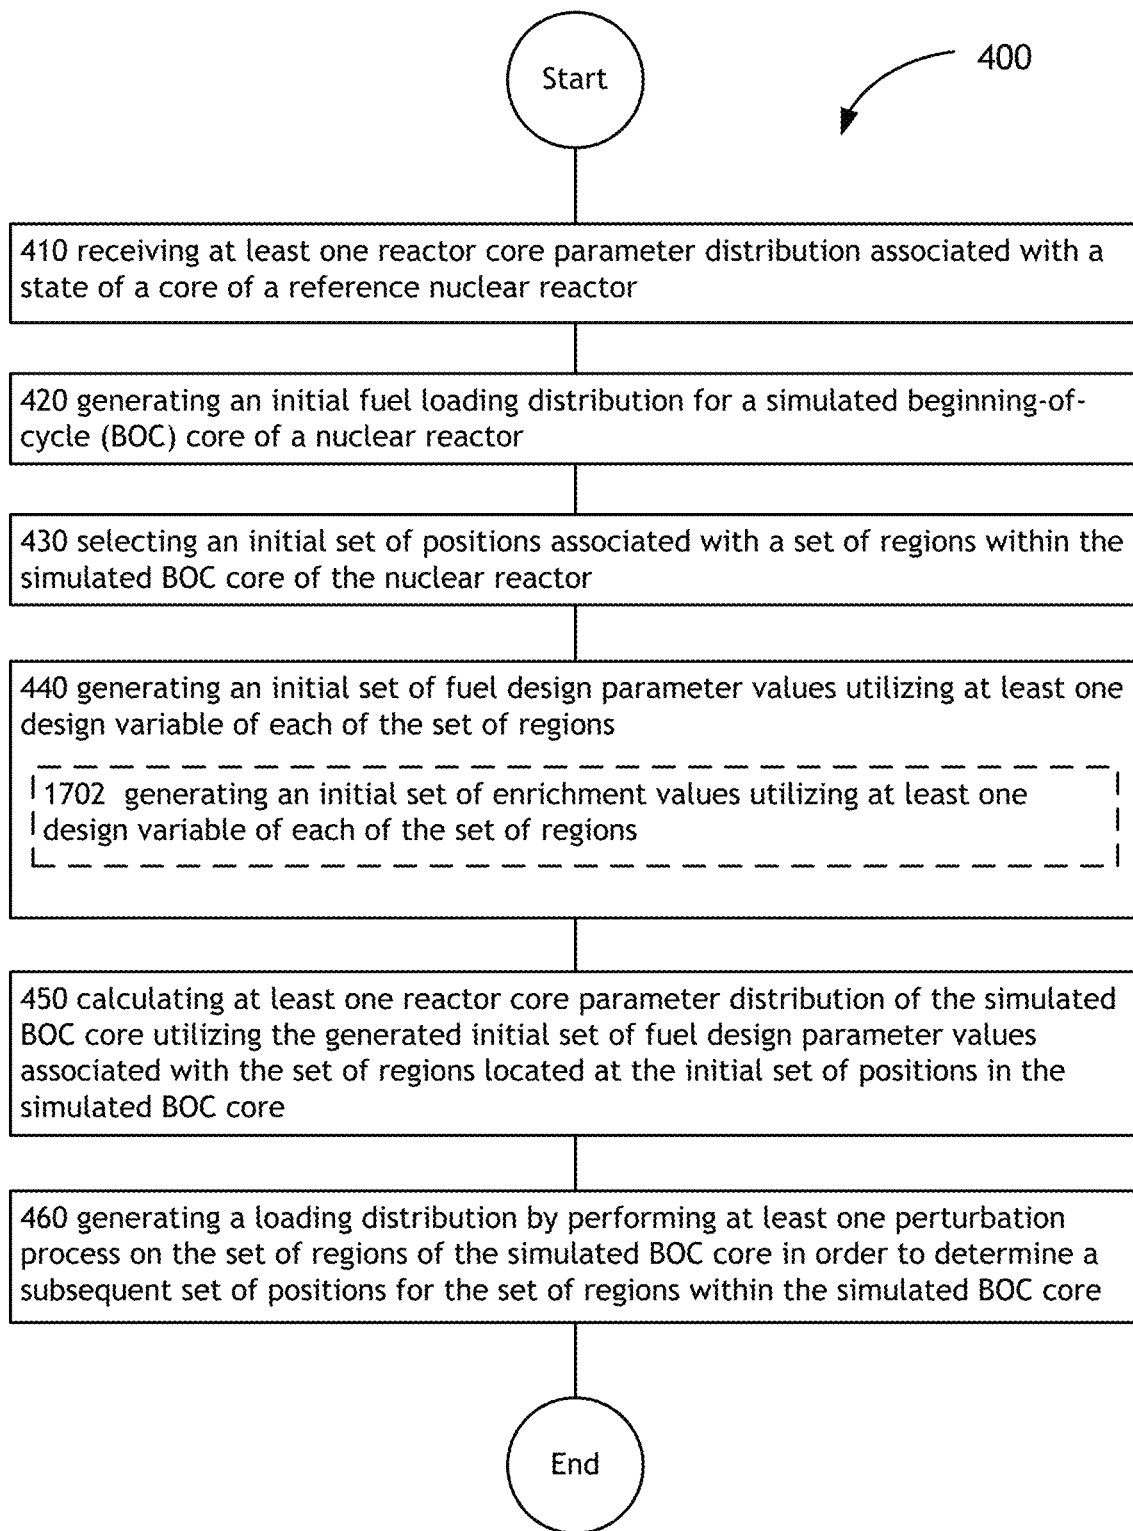 Start
400
410 receiving at least one reactor core parameter distribution associated with a
state of a core of a reference nuclear reactor
420 generating an initial fuel loading distribution for a simulated beginning-of-
cycle (BOC) core of a nuclear reactor
430 selecting an initial set of positions associated with a set of regions within the
simulated BOC core of the nuclear reactor
440 generating an initial set of fuel design parameter values utilizing at least one
design variable of each of the set of regions
1702 generating an initial set of enrichment values utilizing at least one
design variable of each of the set of regions
450 calculating at least one reactor core parameter distribution of the simulated
BOC core utilizing the generated initial set of fuel design parameter values
associated with the set of regions located at the initial set of positions in the
simulated BOC core
460 generating a loading distribution by performing at least one perturbation
process on the set of regions of the simulated BOC core in order to determine a
subsequent set of positions for the set of regions within the simulated BOC core
End